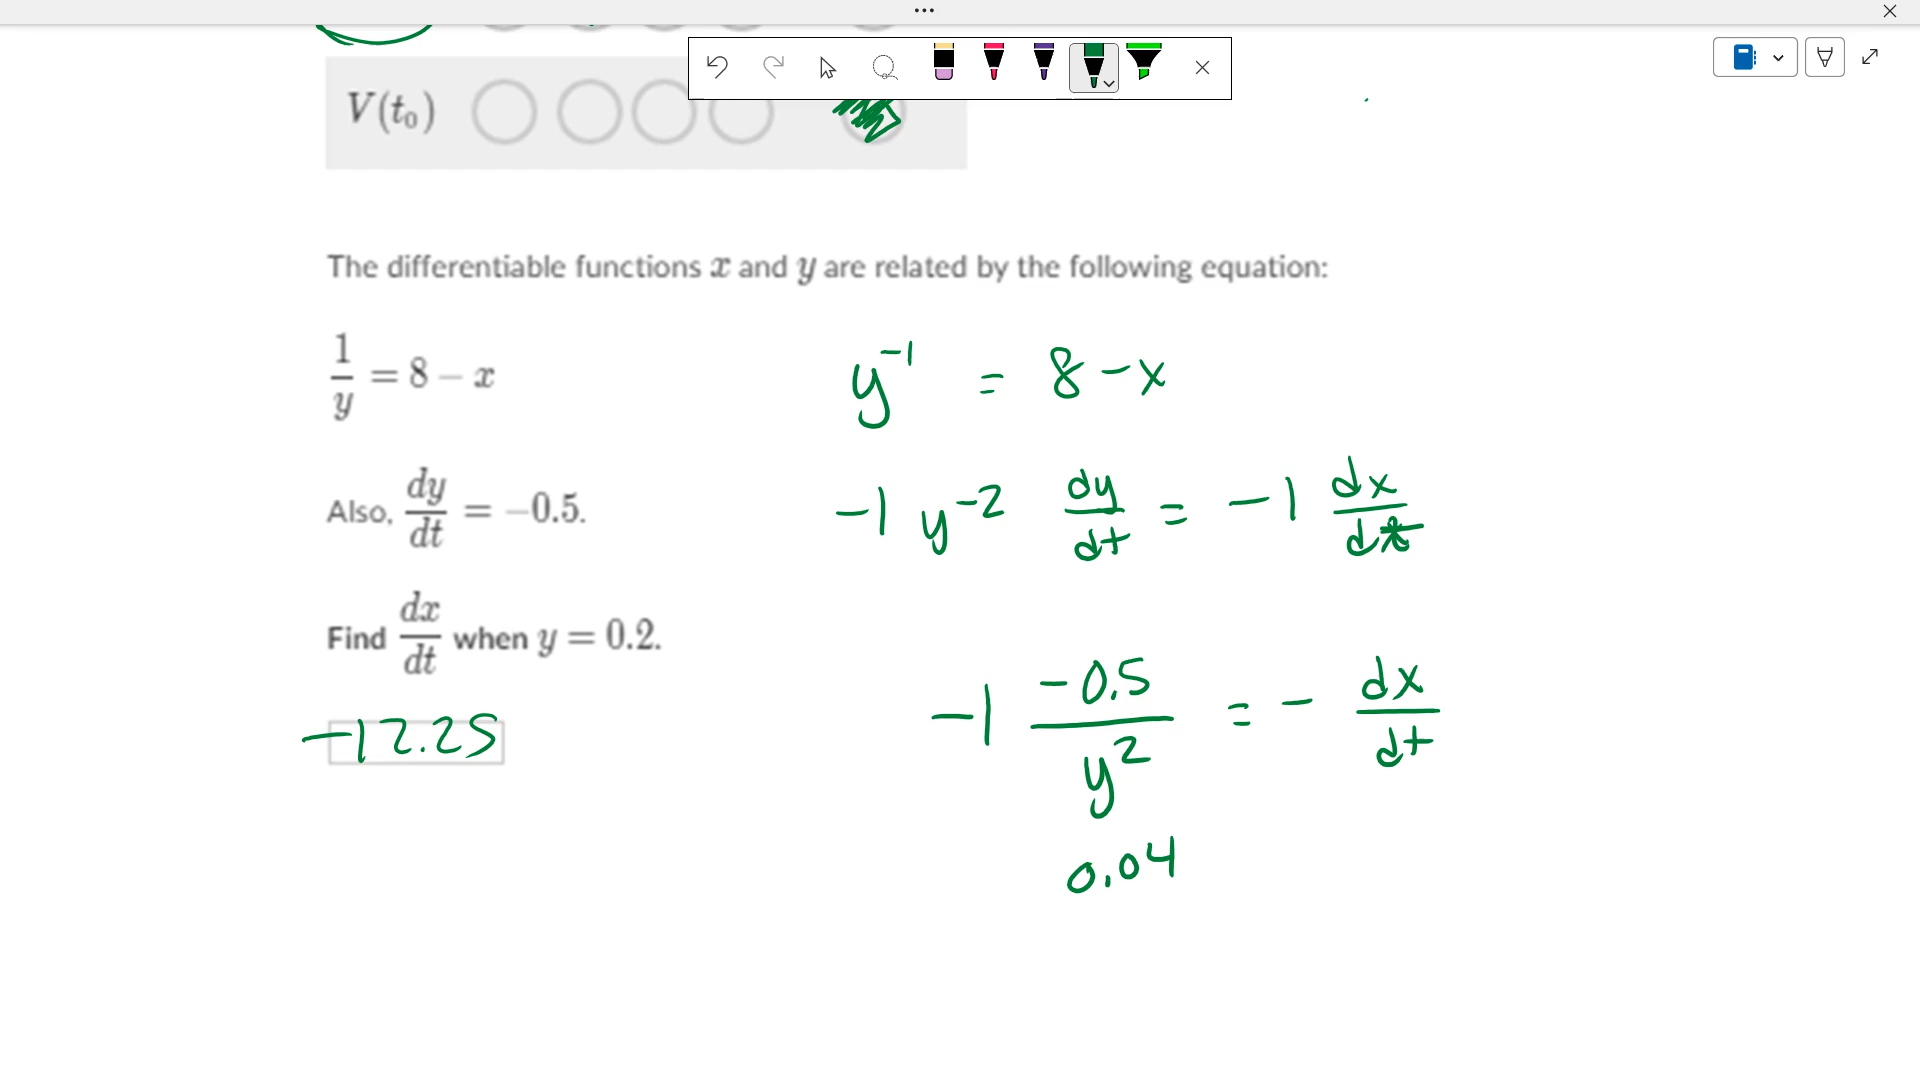 V(t₀)
The differentiable functions x and y are related by the following equation:
1/y = 8 − x
y⁻¹ = 8 − x
Also, dy/dt = −0.5.
−1 y⁻² dy/dt = −1 dx/dt
Find dx/dt when y = 0.2.
−1 −0.5/y² = − dx/dt
−12.25
0.04